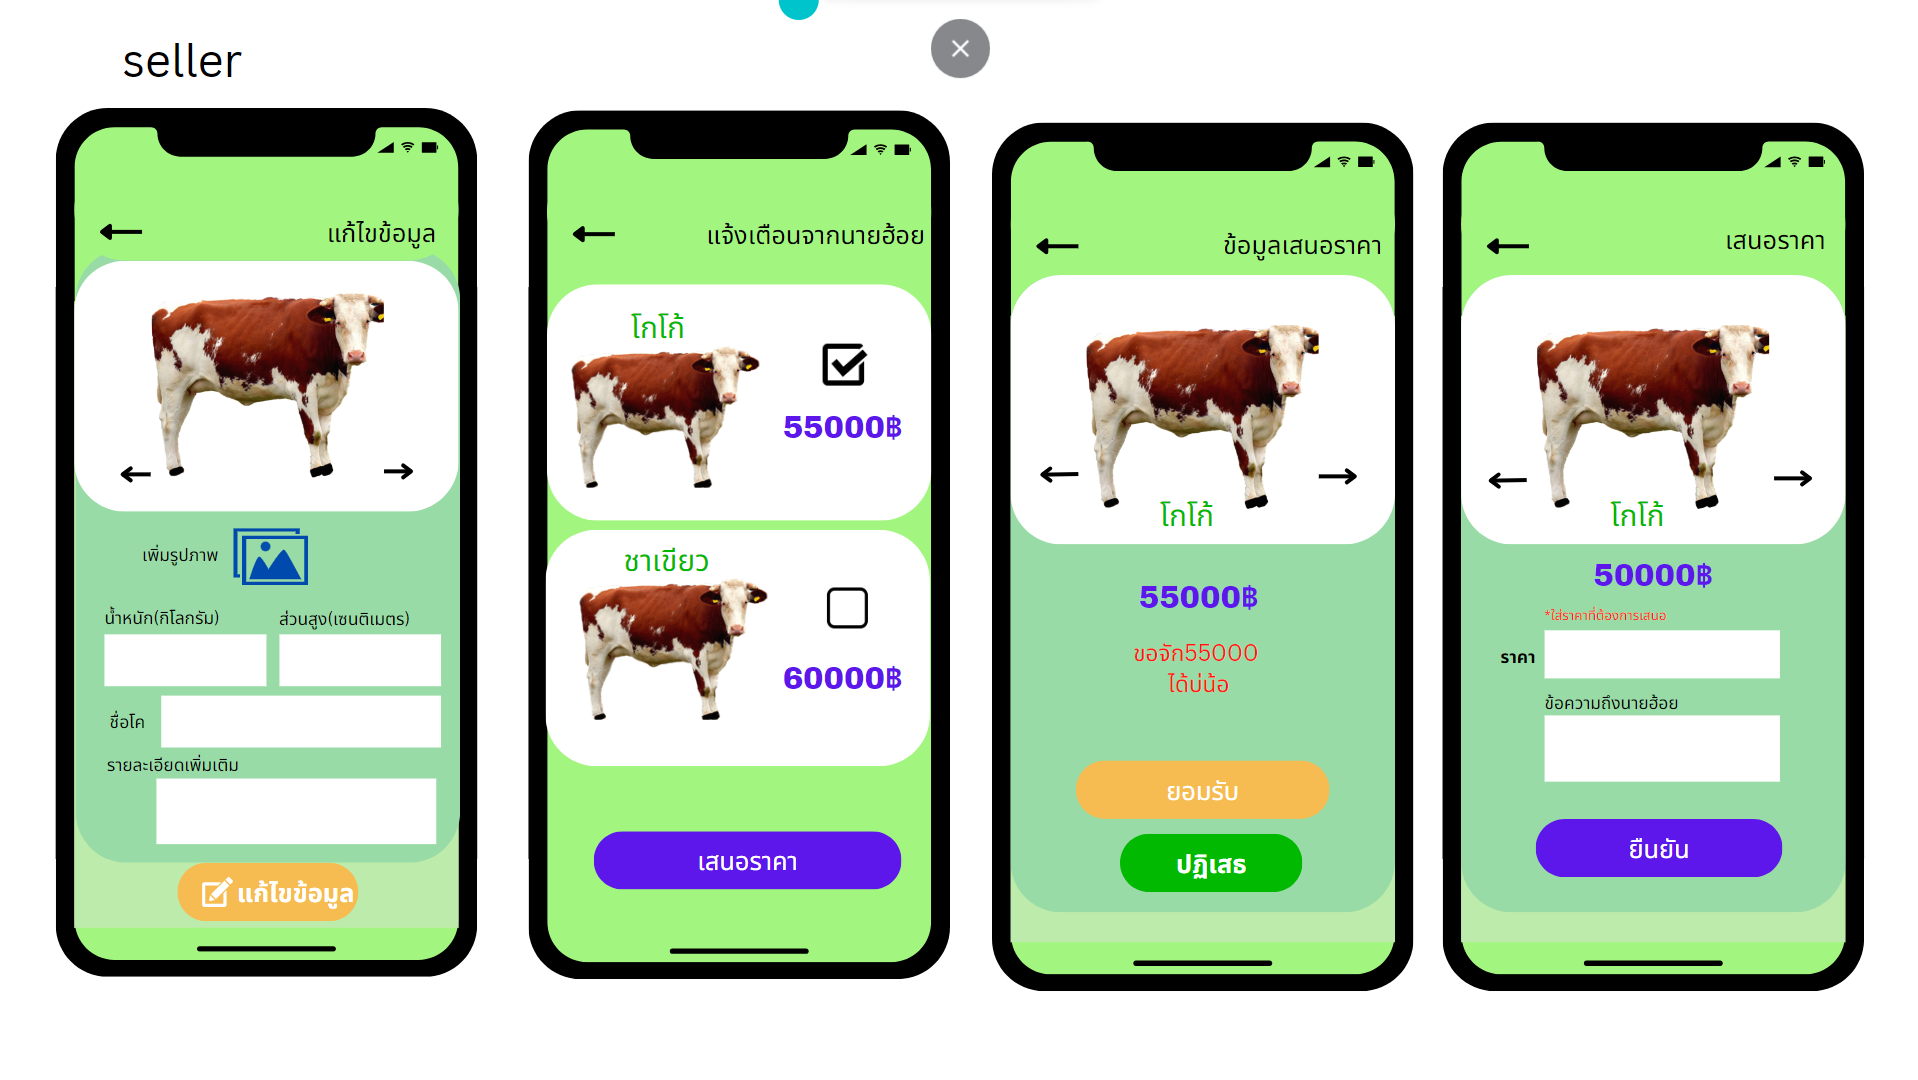 seller
แก้ไขข้อมูล
เพิ่มรูปภาพ
น้ำหนัก(กิโลกรัม)
ส่วนสูง(เซนติเมตร)
ชื่อโค
รายละเอียดเพิ่มเติม
แก้ไขข้อมูล
แจ้งเตือนจากนายฮ้อย
โกโก้
55000฿
ชาเขียว
60000฿
เสนอราคา
ข้อมูลเสนอราคา
โกโก้
55000฿
ขอจัก55000
ได้บ่น้อ
ยอมรับ
ปฏิเสธ
เสนอราคา
โกโก้
50000฿
*ใส่ราคาที่ต้องการเสนอ
ราคา
ข้อความถึงนายฮ้อย
ยืนยัน